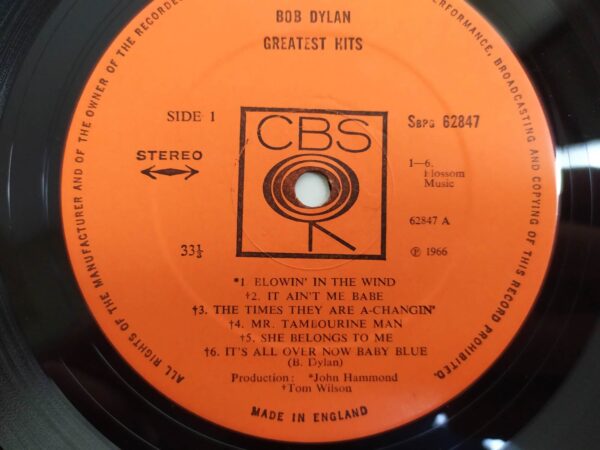 BOB DYLAN
GREATEST HITS
ALL RIGHTS OF THE MANUFACTURER AND OF THE OWNER OF THE RECORDED
PERFORMANCE, BROADCASTING AND COPYING OF THIS RECORD PROHIBITED.
SIDE 1
CBS
SBPG 62847
STEREO
1—6.
Blossom
Music
62847 A
33⅓
℗ 1966
*1. BLOWIN' IN THE WIND
†2. IT AIN'T ME BABE
†3. THE TIMES THEY ARE A-CHANGIN'
†4. MR. TAMBOURINE MAN
†5. SHE BELONGS TO ME
†6. IT'S ALL OVER NOW BABY BLUE
(B. Dylan)
Production: *John Hammond
†Tom Wilson
MADE IN ENGLAND